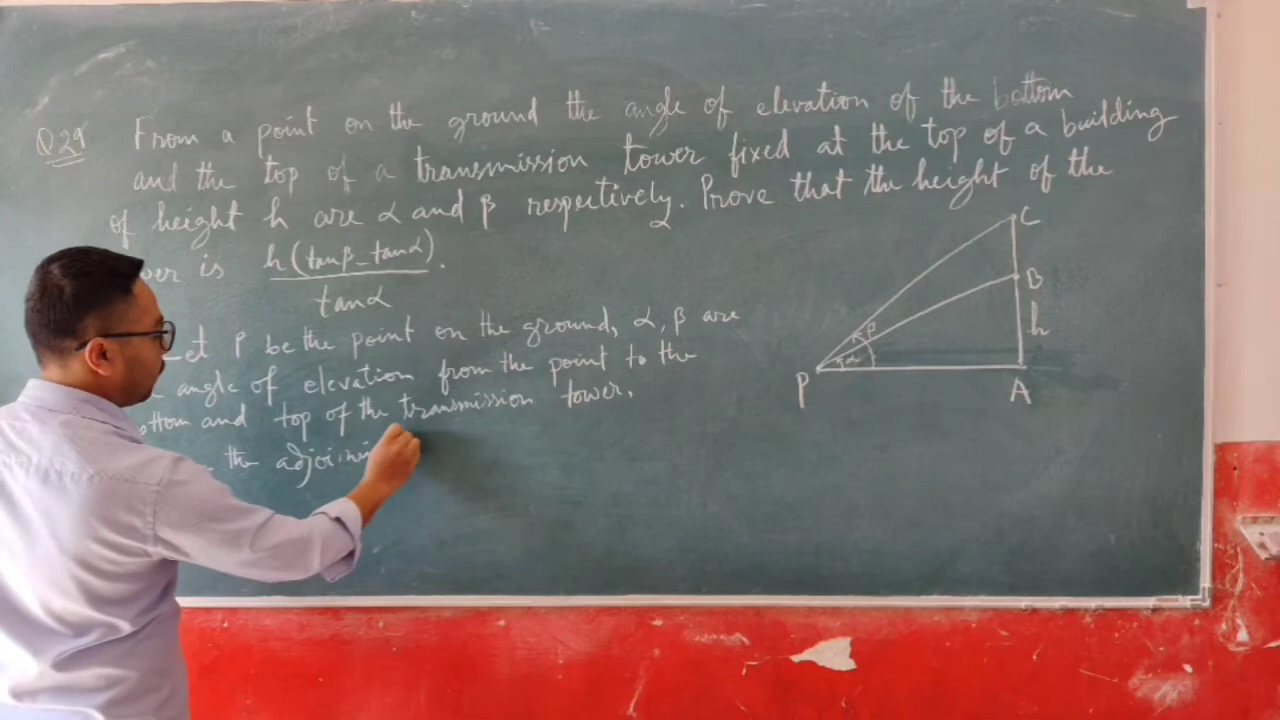 Q29 From a point on the ground the angle of elevation of the bottom
and the top of a transmission tower fixed at the top of a building
of height h are α and β respectively. Prove that the height of the
is h(tanβ-tanα)/tanα.
P be the point on the ground, α, β are
angle of elevation from the point to the
and top of the transmission tower,
the
C
B
h
β
α
P
A